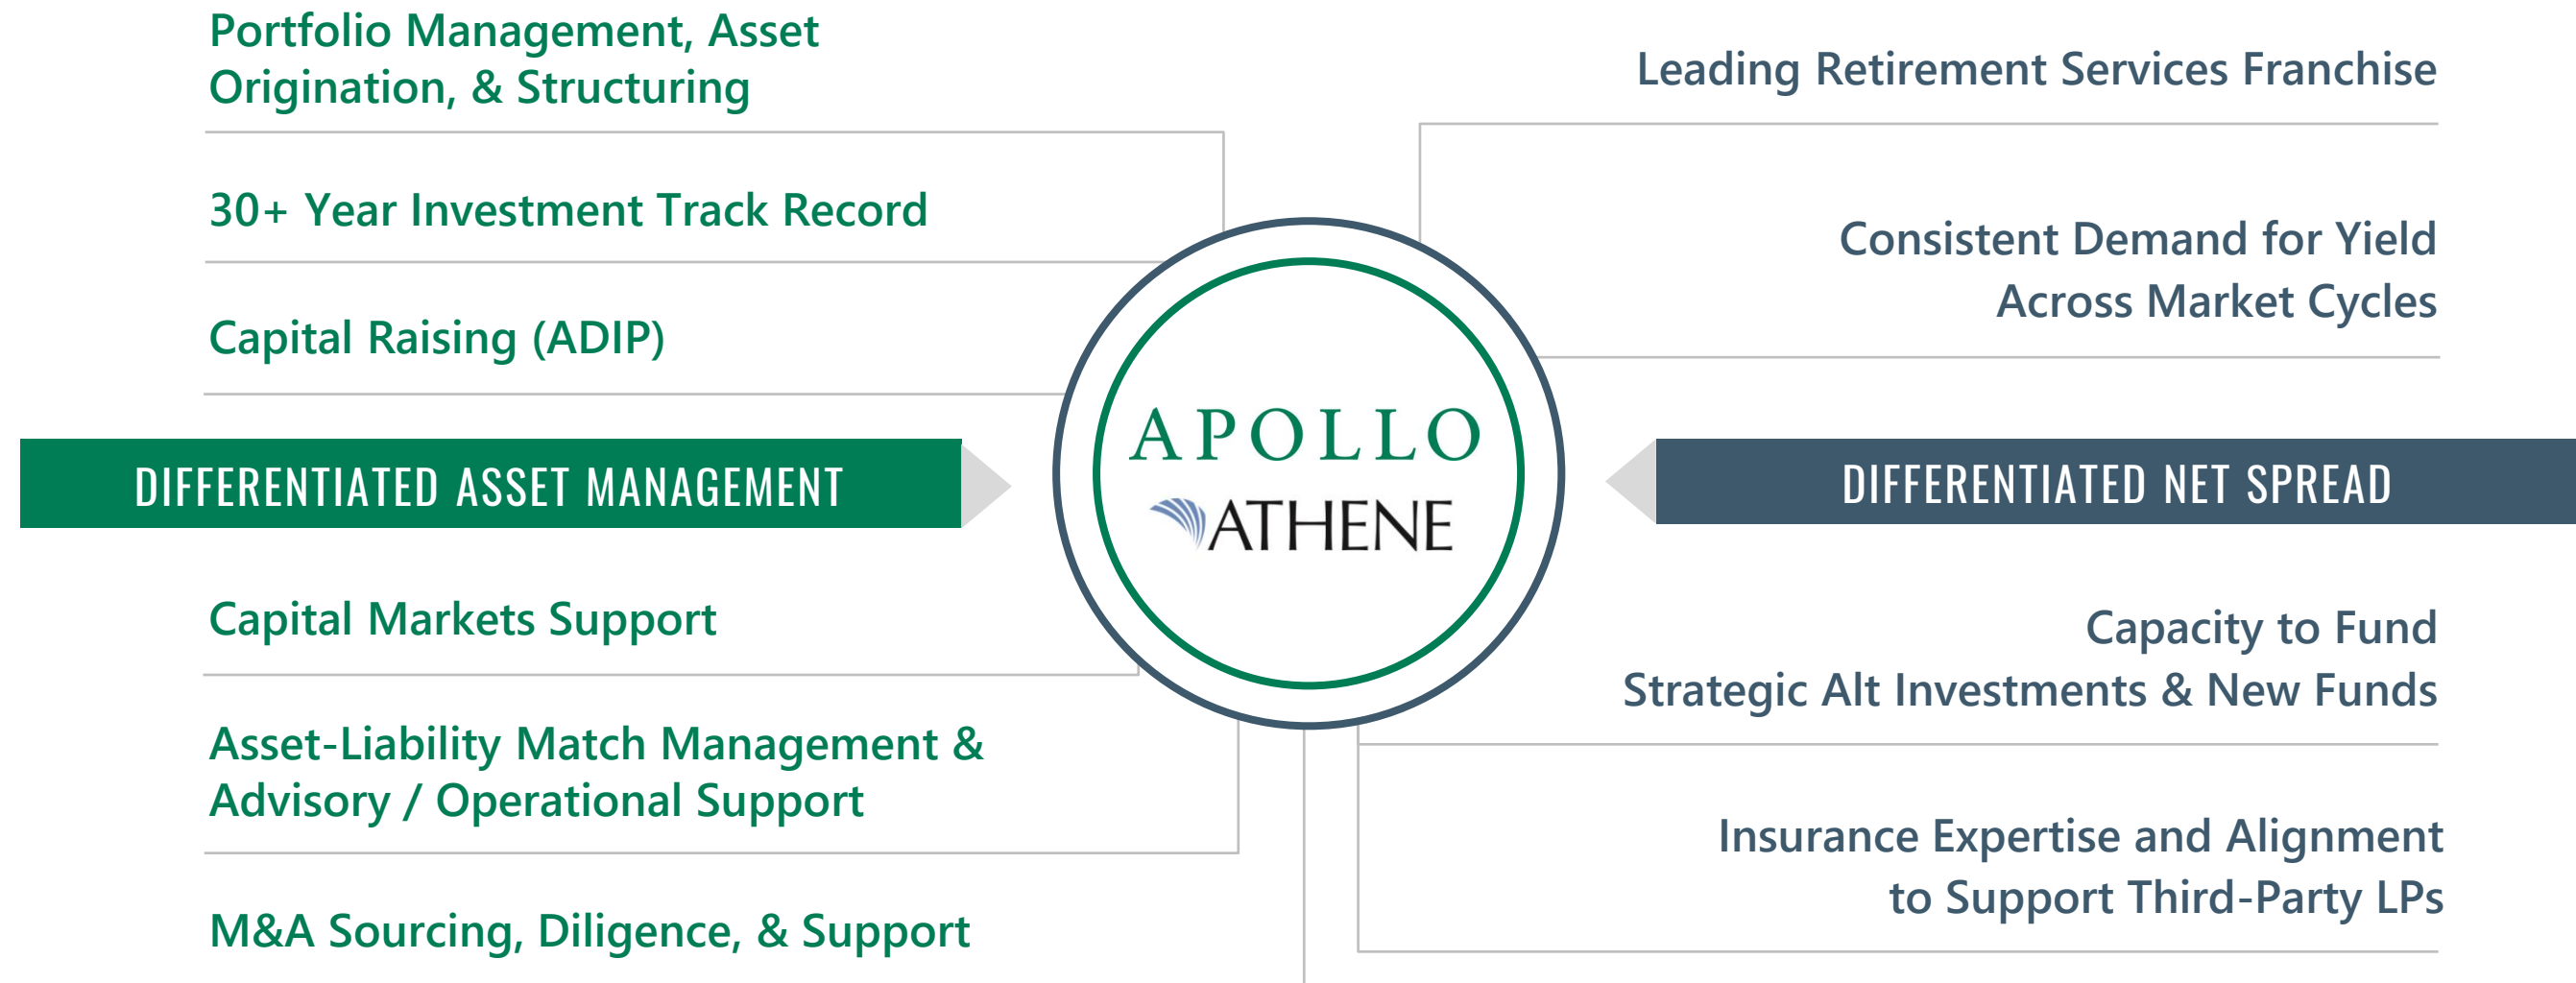 Portfolio Management, Asset
Origination, & Structuring
30+ Year Investment Track Record
Capital Raising (ADIP)
DIFFERENTIATED ASSET MANAGEMENT
Capital Markets Support
Asset-Liability Match Management &
Advisory / Operational Support
M&A Sourcing, Diligence, & Support
APOLLO
ATHENE
Leading Retirement Services Franchise
Consistent Demand for Yield
Across Market Cycles
DIFFERENTIATED NET SPREAD
Capacity to Fund
Strategic Alt Investments & New Funds
Insurance Expertise and Alignment
to Support Third-Party LPs